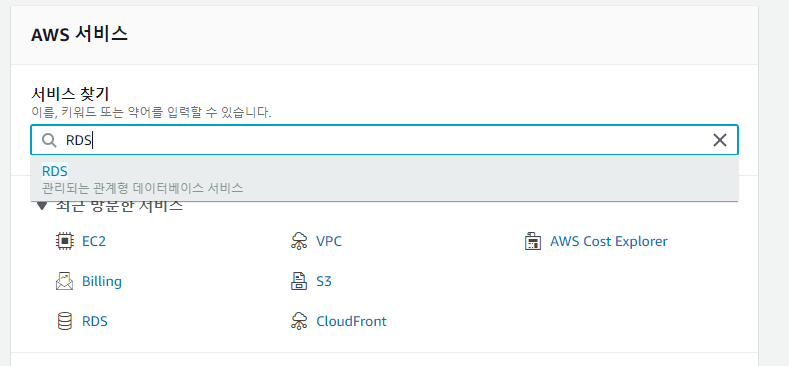 AWS 서비스
서비스 찾기
이름, 키워드 또는 약어를 입력할 수 있습니다.
RDS
RDS
관리되는 관계형 데이터베이스 서비스
최근 방문한 서비스
EC2 VPC AWS Cost Explorer
Billing S3
RDS CloudFront